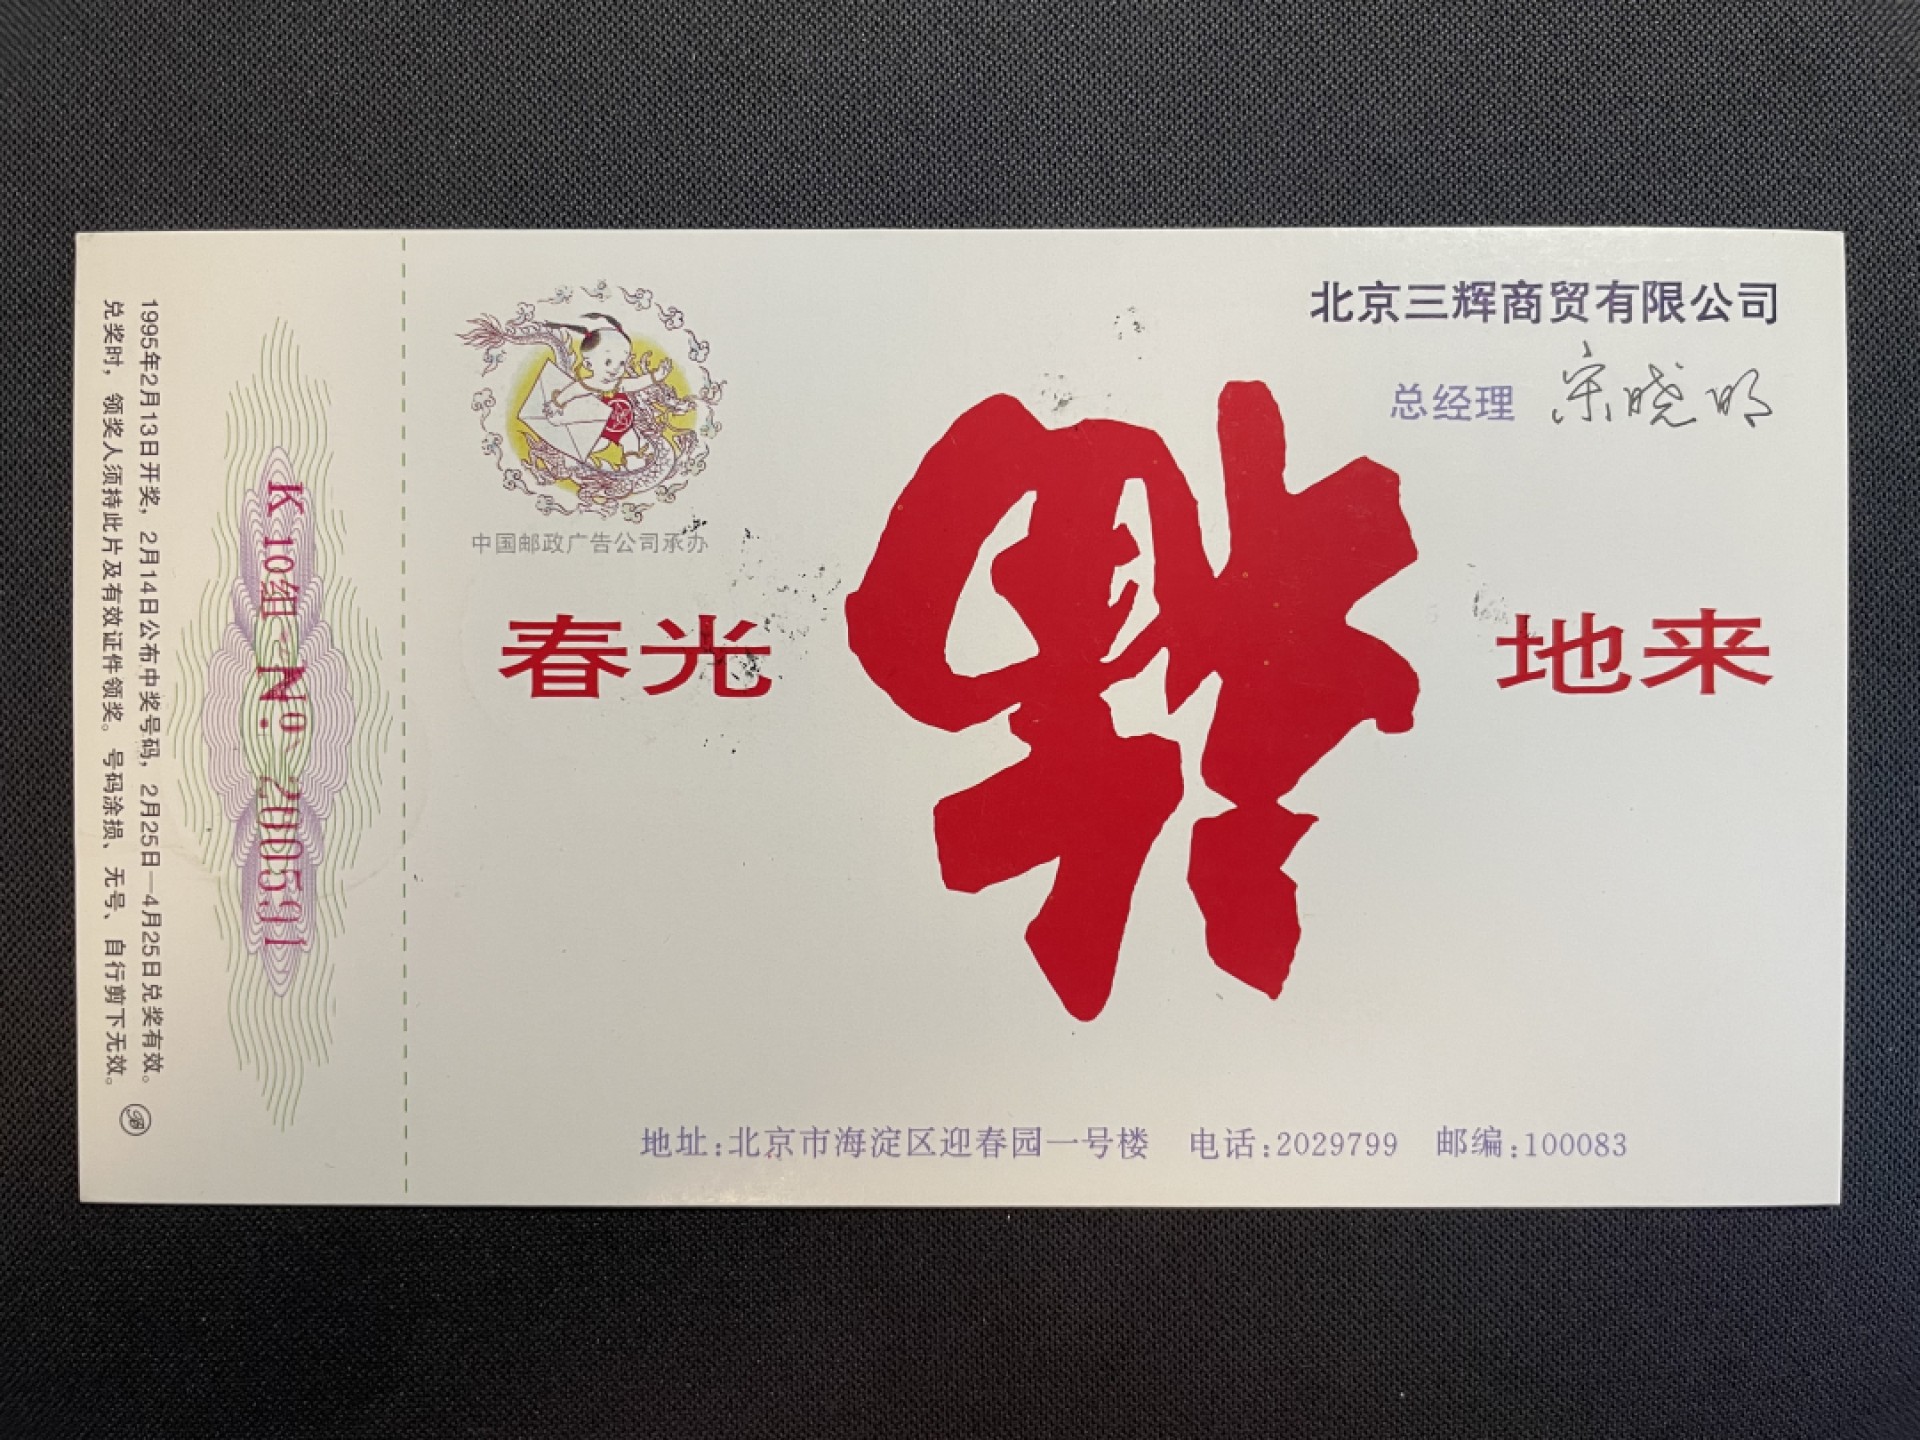 1995年2月13日开奖，2月14日公布中奖号码，2月25日—4月25日兑奖有效。
兑奖时，领奖人须持此片及有效证件领奖。号码涂损、无号、自行剪下无效。
K10组 №. 200591
北京三辉商贸有限公司
总经理 宋晓明
中国邮政广告公司承办
春光 福 地来
地址:北京市海淀区迎春园一号楼 电话:2029799 邮编:100083